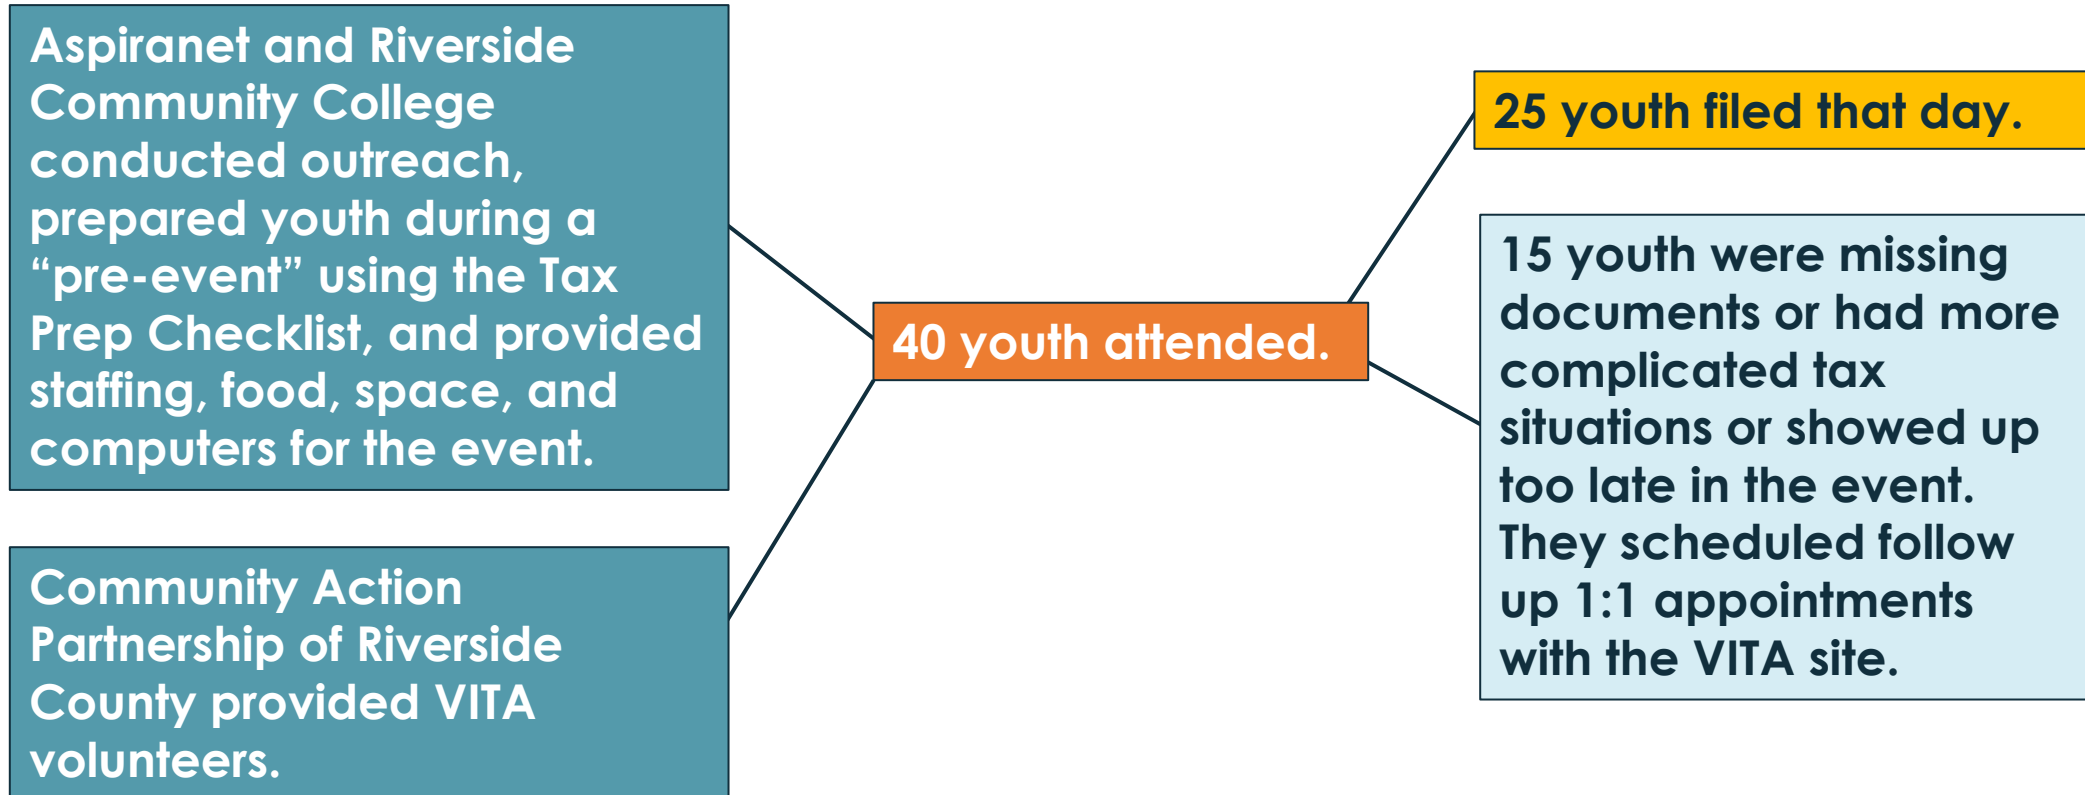 Aspiranet and Riverside
Community College
conducted outreach,
prepared youth during a
“pre-event” using the Tax
Prep Checklist, and provided
staffing, food, space, and
computers for the event.
Community Action
Partnership of Riverside
County provided VITA
volunteers.
40 youth attended.
25 youth filed that day.
15 youth were missing
documents or had more
complicated tax
situations or showed up
too late in the event.
They scheduled follow
up 1:1 appointments
with the VITA site.